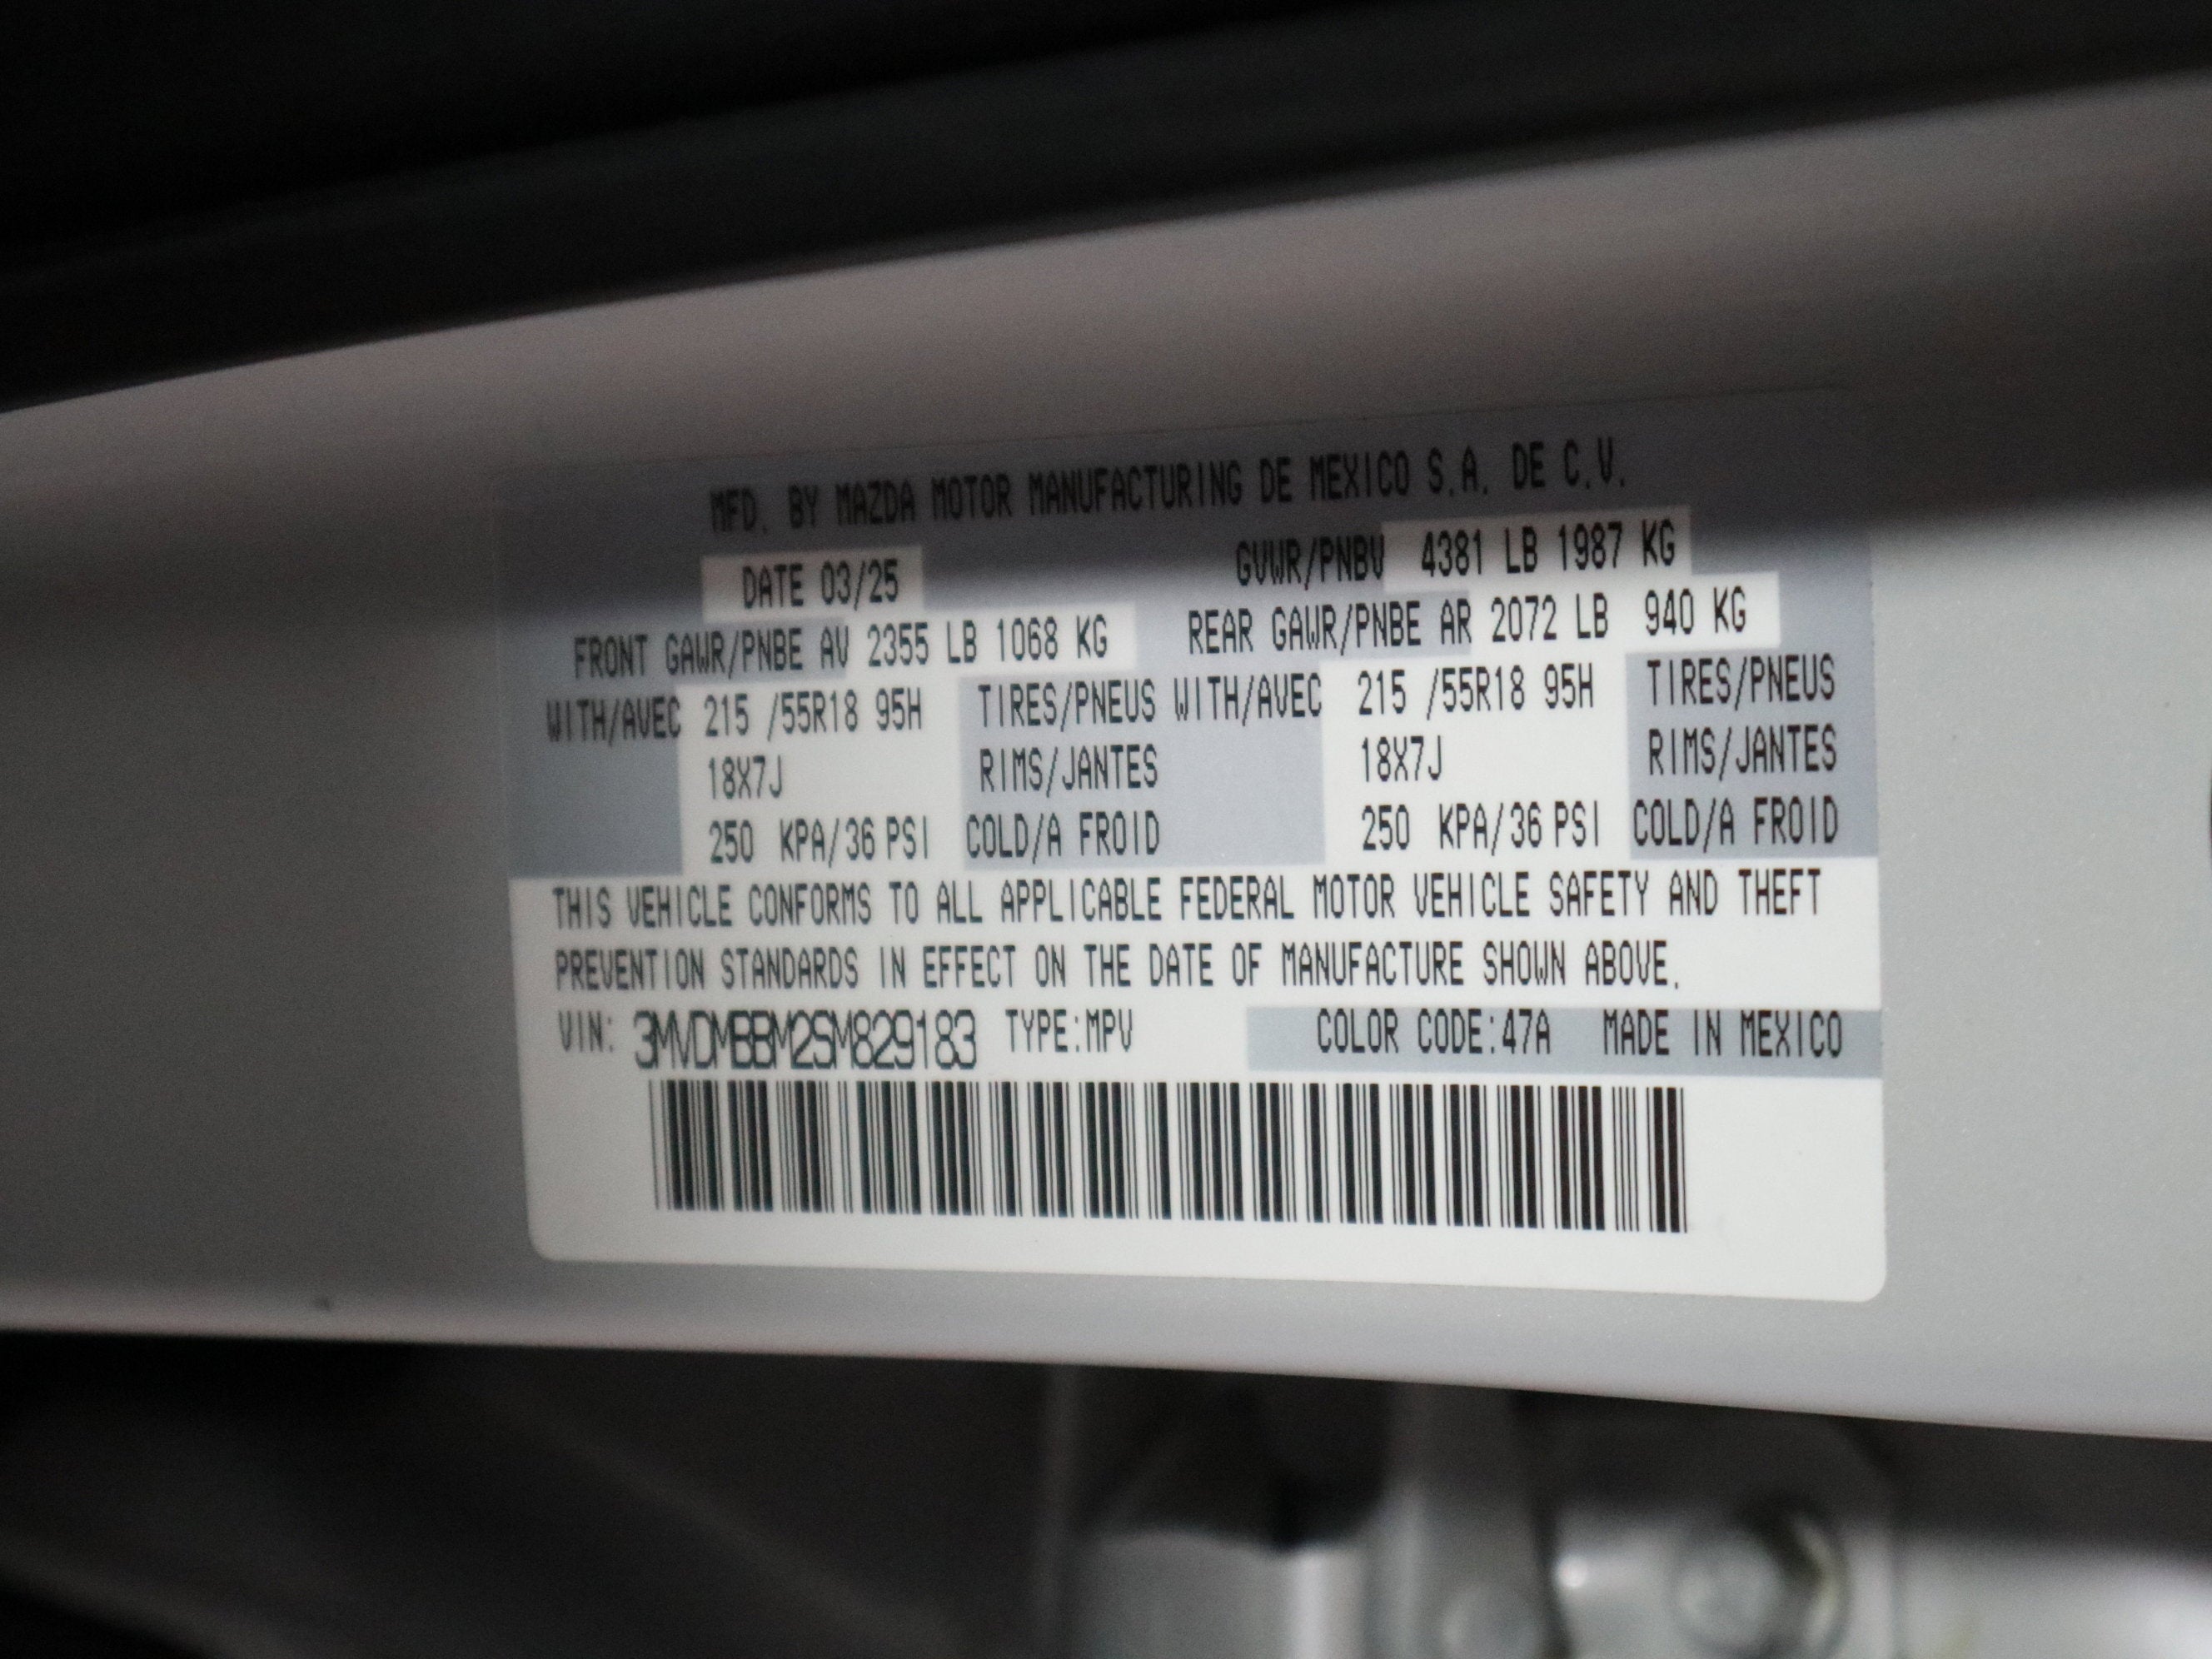 MFD. BY MAZDA MOTOR MANUFACTURING DE MEXICO S.A. DE C.V.
DATE 03/25 GVWR/PNBV 4381 LB 1987 KG
FRONT GAWR/PNBE AV 2355 LB 1068 KG REAR GAWR/PNBE AR 2072 LB 940 KG
WITH/AVEC 215 /55R18 95H TIRES/PNEUS WITH/AVEC 215 /55R18 95H TIRES/PNEUS
18X7J RIMS/JANTES 18X7J RIMS/JANTES
250 KPA/36 PSI COLD/A FROID 250 KPA/36 PSI COLD/A FROID
THIS VEHICLE CONFORMS TO ALL APPLICABLE FEDERAL MOTOR VEHICLE SAFETY AND THEFT
PREVENTION STANDARDS IN EFFECT ON THE DATE OF MANUFACTURE SHOWN ABOVE.
VIN: 3MVDMBBM2SM829183 TYPE:MPV COLOR CODE:47A MADE IN MEXICO